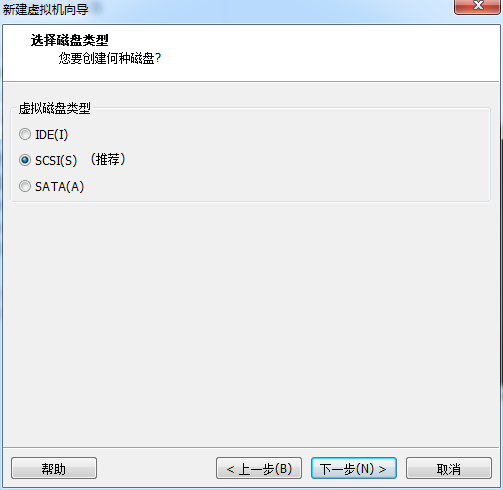 新建虚拟机向导
选择磁盘类型
您要创建何种磁盘?
虚拟磁盘类型
IDE(I)
SCSI(S) （推荐）
SATA(A)
帮助 < 上一步(B) 下一步(N) > 取消